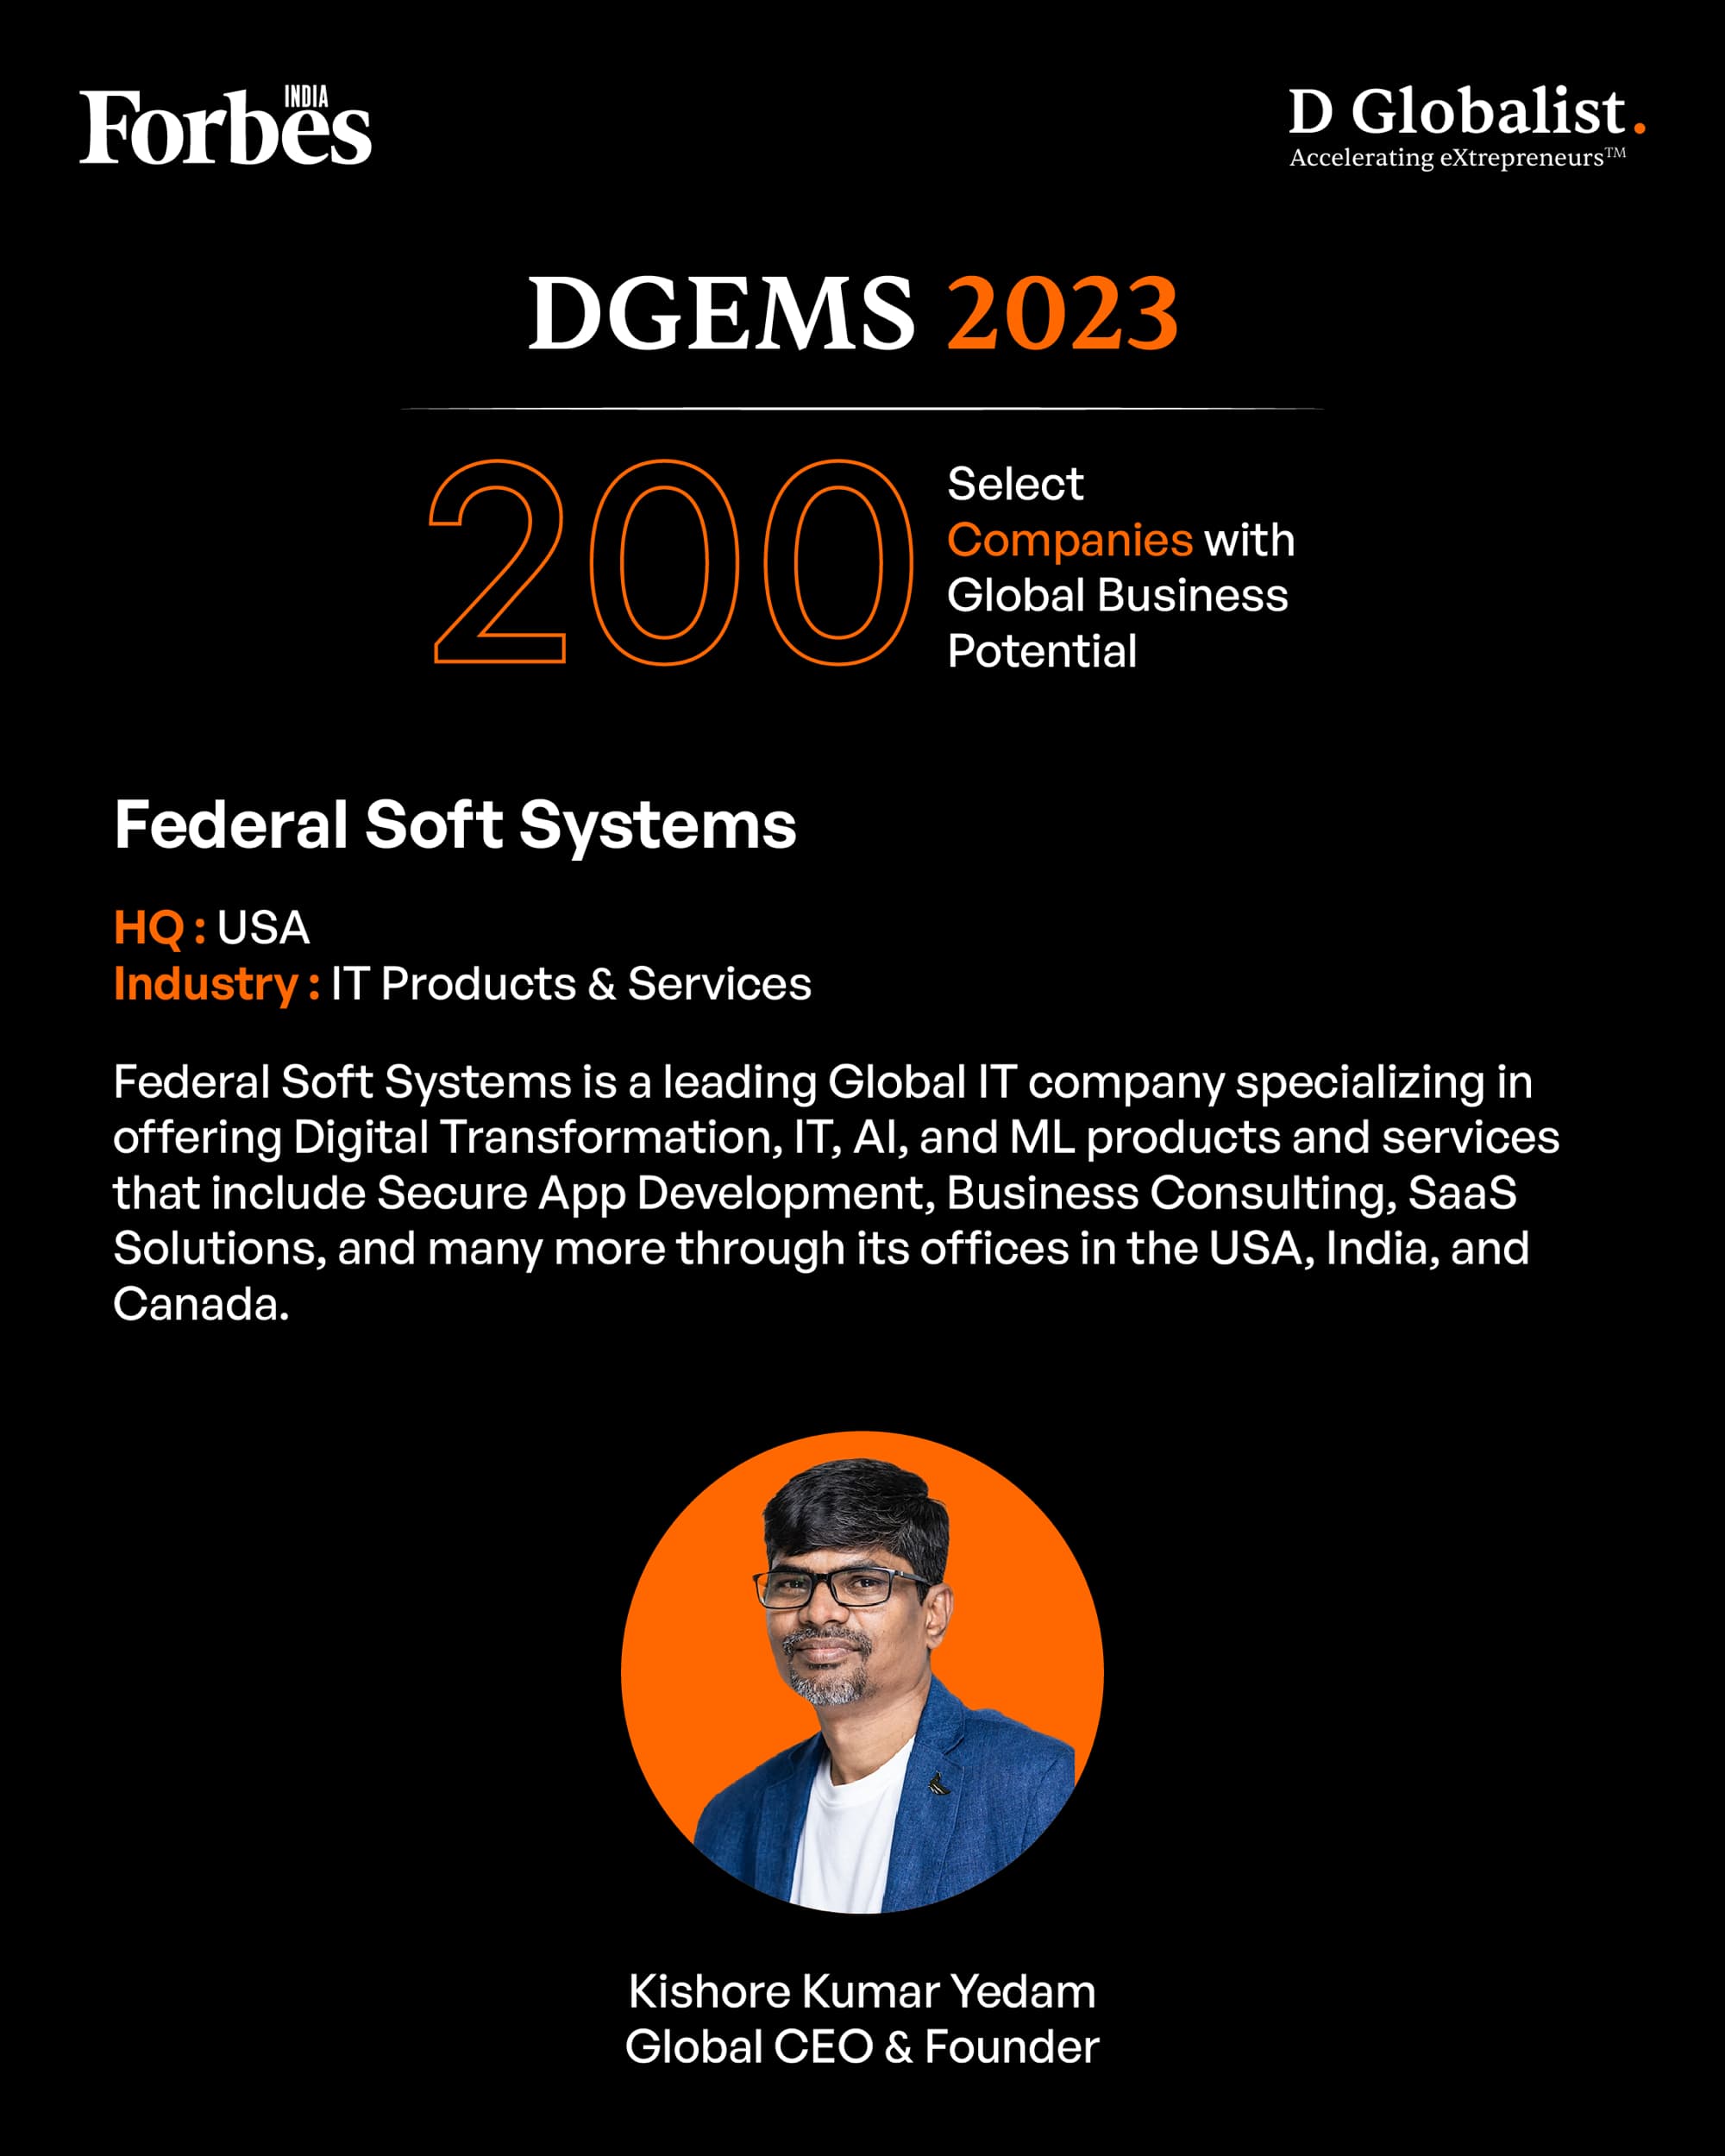 Forbes INDIA
D Globalist.
Accelerating eXtrepreneurs™
DGEMS 2023
200
Select
Companies with
Global Business
Potential
Federal Soft Systems
HQ : USA
Industry : IT Products & Services
Federal Soft Systems is a leading Global IT company specializing in
offering Digital Transformation, IT, AI, and ML products and services
that include Secure App Development, Business Consulting, SaaS
Solutions, and many more through its offices in the USA, India, and
Canada.
Kishore Kumar Yedam
Global CEO & Founder